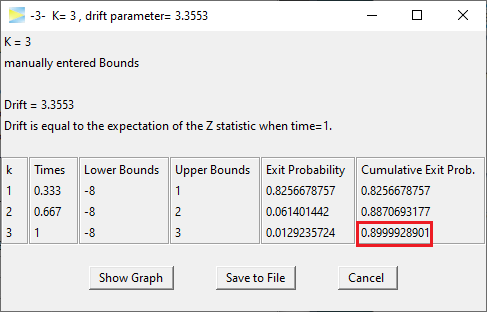 -3-  K= 3 , drift parameter= 3.3553
K = 3
manually entered Bounds
Drift = 3.3553
Drift is equal to the expectation of the Z statistic when time=1.
k Times Lower Bounds Upper Bounds Exit Probability Cumulative Exit Prob.
1 0.333 -8 1 0.8256678757 0.8256678757
2 0.667 -8 2 0.061401442 0.8870693177
3 1 -8 3 0.0129235724 0.8999928901
Show Graph Save to File Cancel